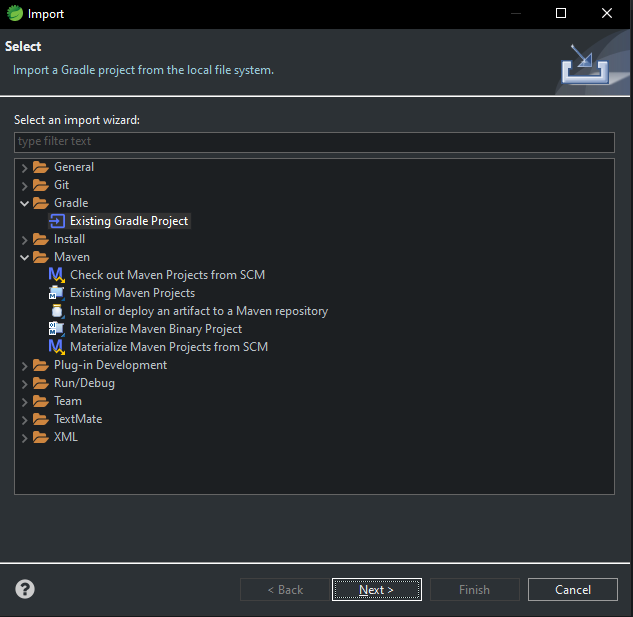 Import
Select
Import a Gradle project from the local file system.
Select an import wizard:
type filter text
General
Git
Gradle
Existing Gradle Project
Install
Maven
Check out Maven Projects from SCM
Existing Maven Projects
Install or deploy an artifact to a Maven repository
Materialize Maven Binary Project
Materialize Maven Projects from SCM
Plug-in Development
Run/Debug
Team
TextMate
XML
? < Back Next > Finish Cancel